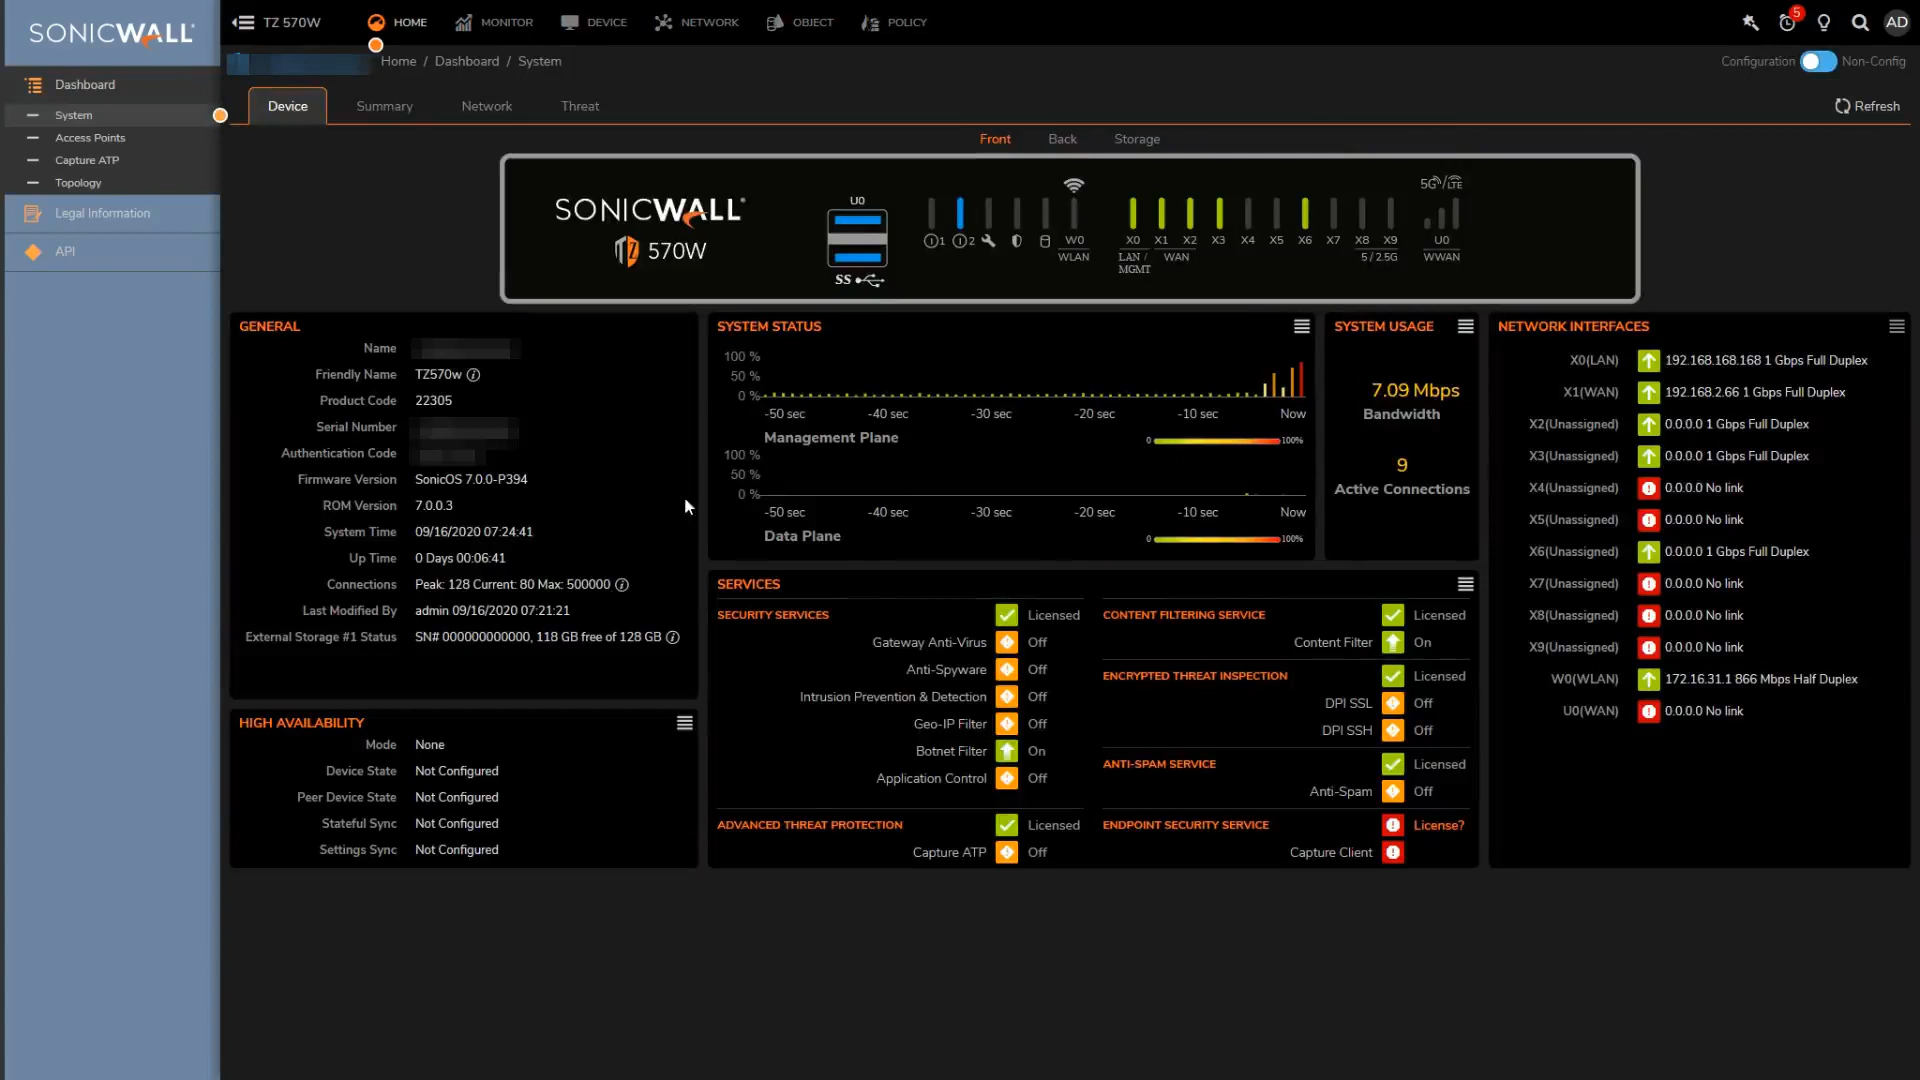 SONICWALL
TZ 570W
HOME
MONITOR
DEVICE
NETWORK
OBJECT
POLICY
5
AD
Home / Dashboard / System
Configuration
Non-Config
Dashboard
System
Access Points
Capture ATP
Topology
Legal Information
API
Device
Summary
Network
Threat
Refresh
Front
Back
Storage
SONICWALL
TZ 570W
U0
SS
1
2
W0
WLAN
X0 X1 X2 X3 X4 X5 X6 X7 X8 X9
LAN / MGMT
WAN
5 / 2.5G
5G/LTE
U0
WWAN
GENERAL
Name
Friendly Name TZ570w
Product Code 22305
Serial Number
Authentication Code
Firmware Version SonicOS 7.0.0-P394
ROM Version 7.0.0.3
System Time 09/16/2020 07:24:41
Up Time 0 Days 00:06:41
Connections Peak: 128 Current: 80 Max: 500000
Last Modified By admin 09/16/2020 07:21:21
External Storage #1 Status SN# 000000000000, 118 GB free of 128 GB
HIGH AVAILABILITY
Mode None
Device State Not Configured
Peer Device State Not Configured
Stateful Sync Not Configured
Settings Sync Not Configured
SYSTEM STATUS
100 %
50 %
0 %
-50 sec -40 sec -30 sec -20 sec -10 sec Now
Management Plane
0 100%
100 %
50 %
0 %
-50 sec -40 sec -30 sec -20 sec -10 sec Now
Data Plane
0 100%
SYSTEM USAGE
7.09 Mbps
Bandwidth
9
Active Connections
SERVICES
SECURITY SERVICES Licensed
Gateway Anti-Virus Off
Anti-Spyware Off
Intrusion Prevention & Detection Off
Geo-IP Filter Off
Botnet Filter On
Application Control Off
ADVANCED THREAT PROTECTION Licensed
Capture ATP Off
CONTENT FILTERING SERVICE Licensed
Content Filter On
ENCRYPTED THREAT INSPECTION Licensed
DPI SSL Off
DPI SSH Off
ANTI-SPAM SERVICE Licensed
Anti-Spam Off
ENDPOINT SECURITY SERVICE License?
Capture Client
NETWORK INTERFACES
X0(LAN) 192.168.168.168 1 Gbps Full Duplex
X1(WAN) 192.168.2.66 1 Gbps Full Duplex
X2(Unassigned) 0.0.0.0 1 Gbps Full Duplex
X3(Unassigned) 0.0.0.0 1 Gbps Full Duplex
X4(Unassigned) 0.0.0.0 No link
X5(Unassigned) 0.0.0.0 No link
X6(Unassigned) 0.0.0.0 1 Gbps Full Duplex
X7(Unassigned) 0.0.0.0 No link
X8(Unassigned) 0.0.0.0 No link
X9(Unassigned) 0.0.0.0 No link
W0(WLAN) 172.16.31.1 866 Mbps Half Duplex
U0(WAN) 0.0.0.0 No link